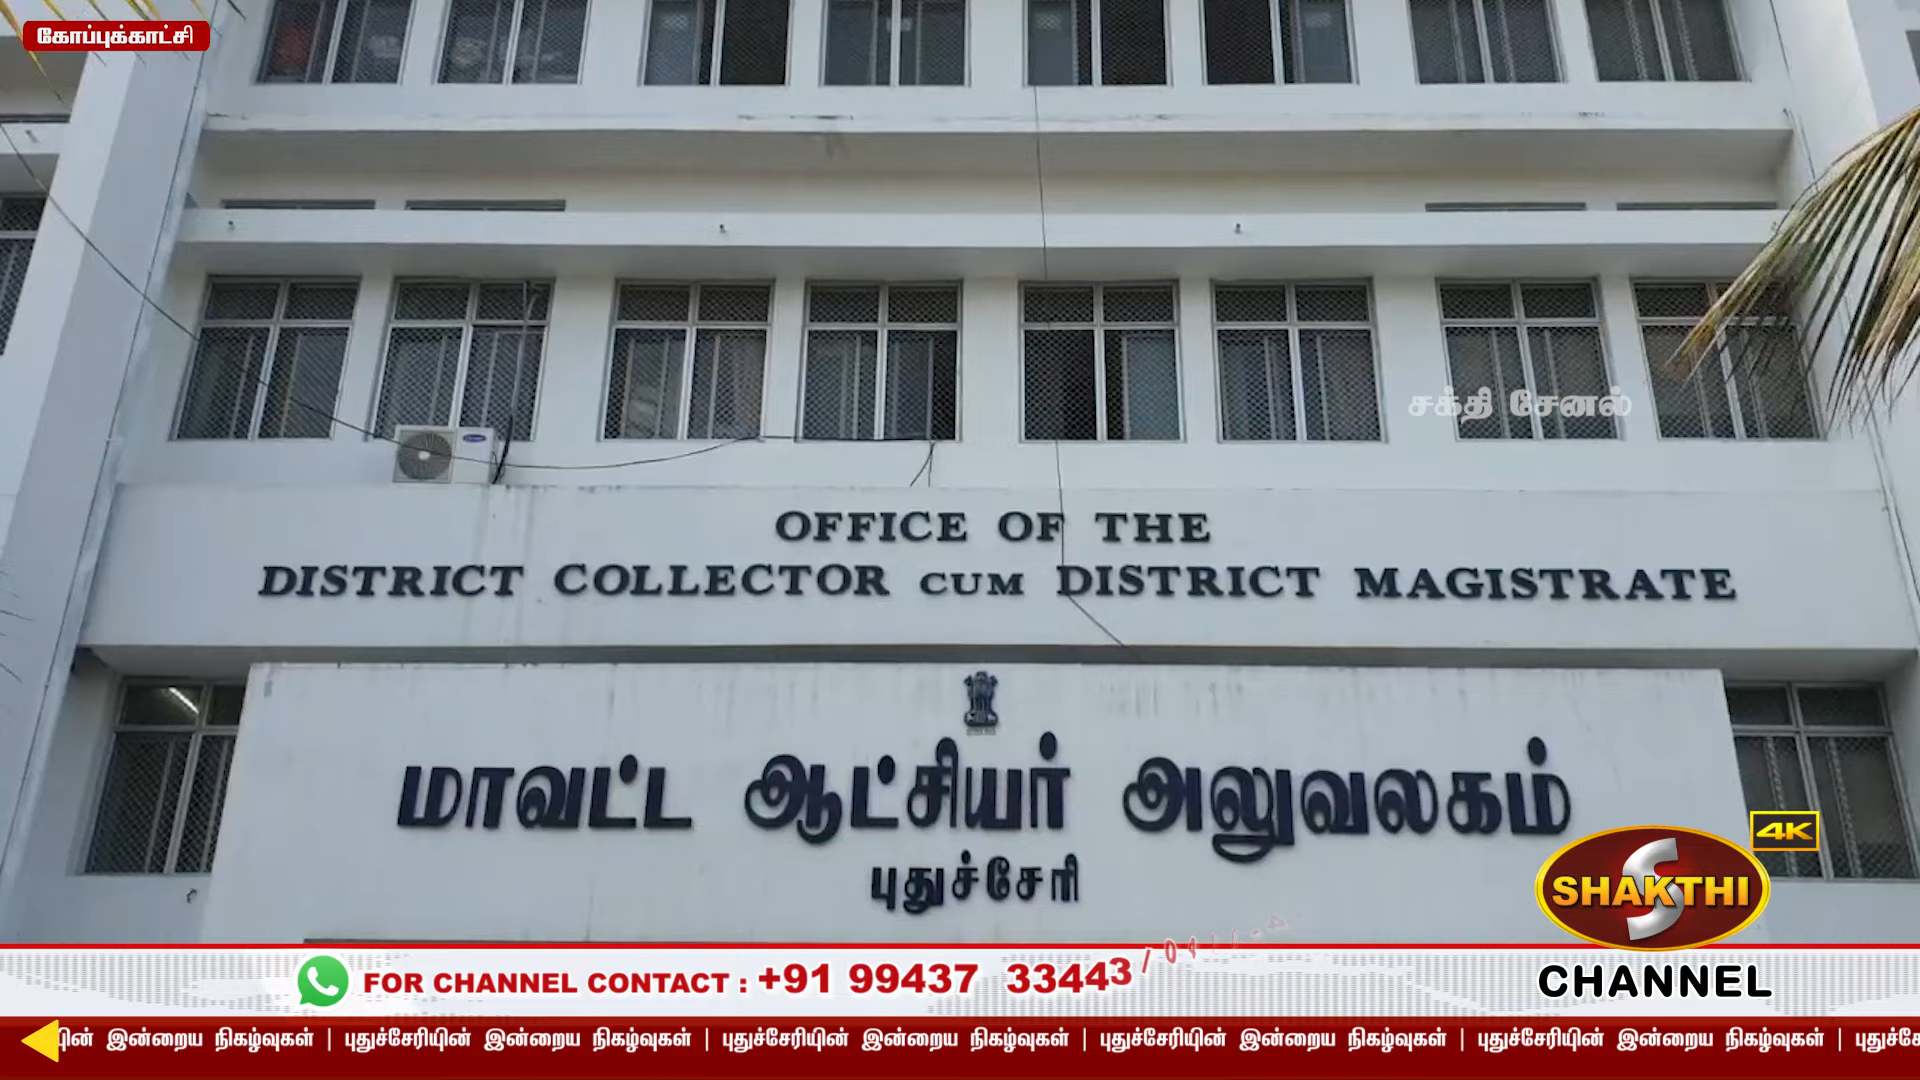 கோப்புக்காட்சி
சக்தி சேனல்
OFFICE OF THE
DISTRICT COLLECTOR CUM DISTRICT MAGISTRATE
மாவட்ட ஆட்சியர் அலுவலகம்
புதுச்சேரி
4K
SHAKTHI
CHANNEL
FOR CHANNEL CONTACT : +91 99437 33443 /
இன்றைய நிகழ்வுகள் | புதுச்சேரியின் இன்றைய நிகழ்வுகள் | புதுச்சேரியின் இன்றைய நிகழ்வுகள் | புதுச்சேரியின் இன்றைய நிகழ்வுகள் | புதுச்சேரியின் இன்றைய நிகழ்வுகள் |